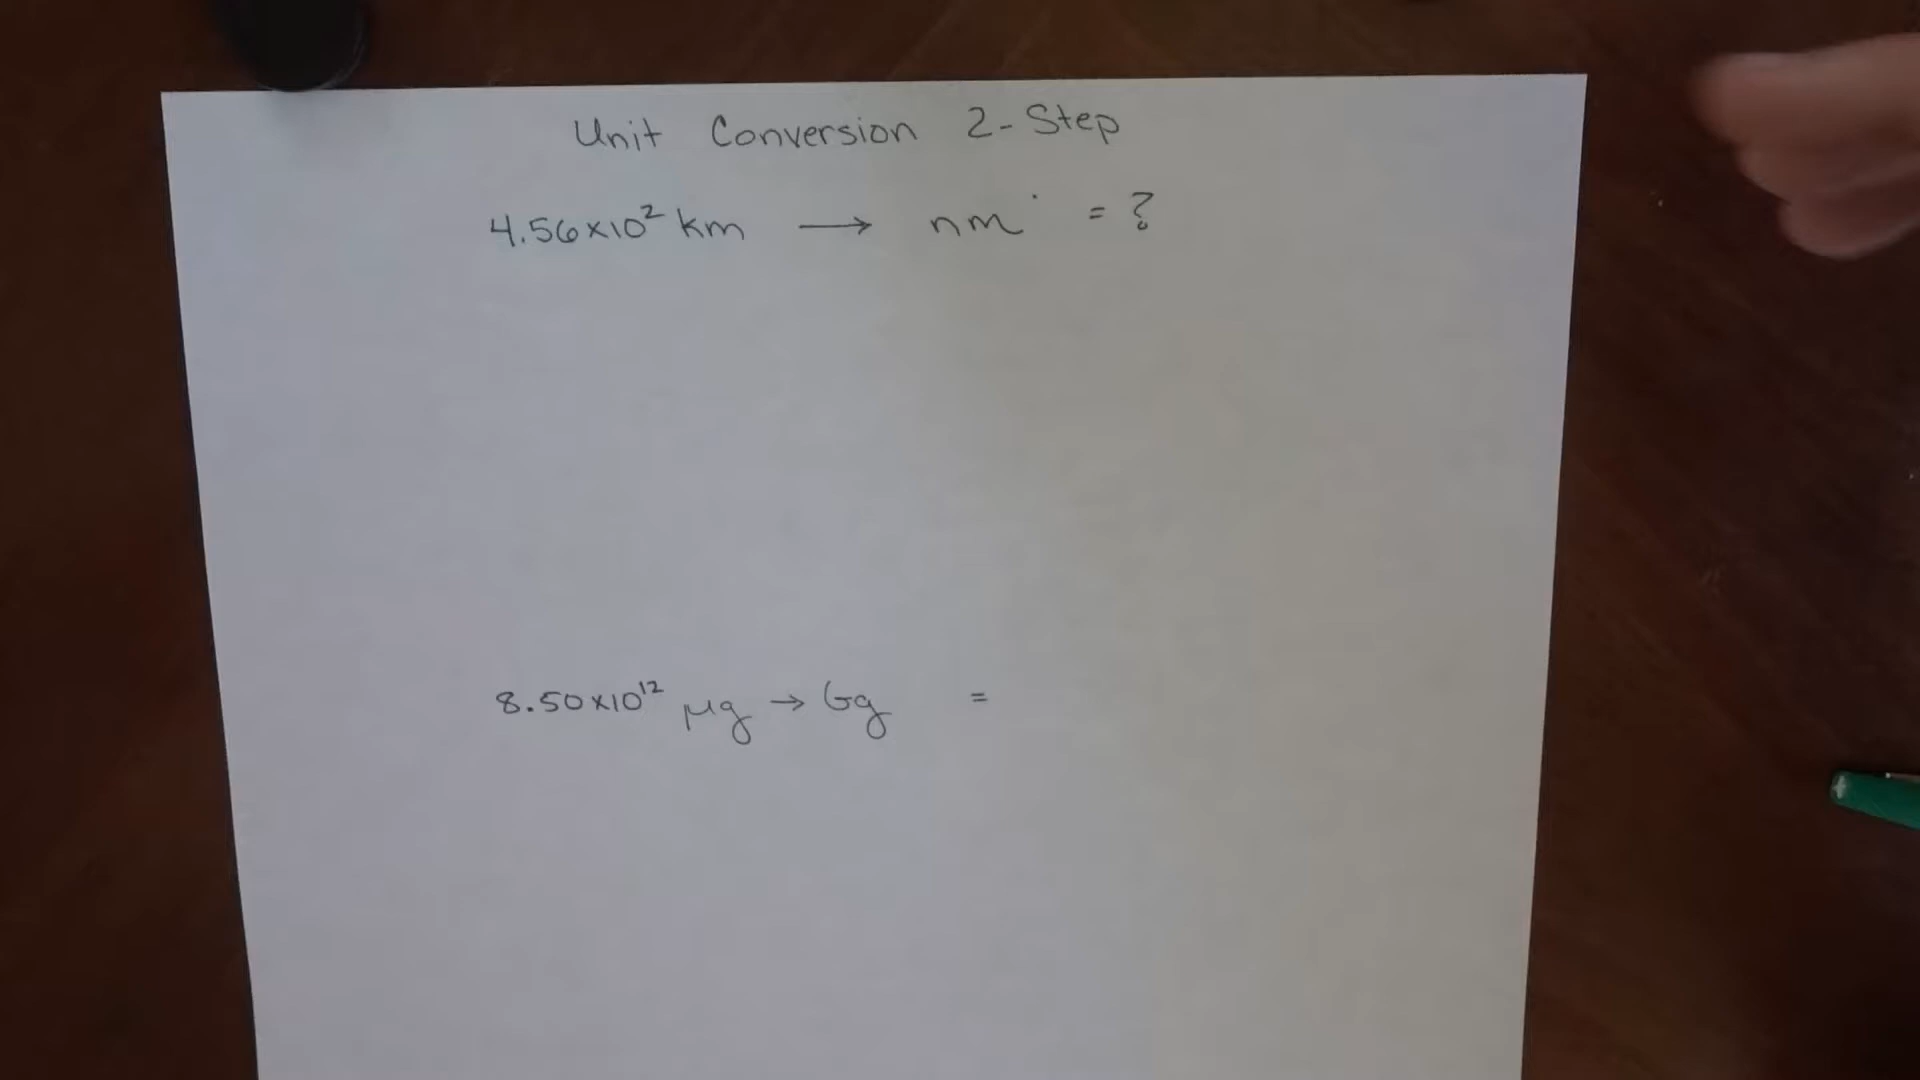 Unit Conversion 2-Step
4.56x10² km → nm = ?
8.50x10¹² μg → Gg =